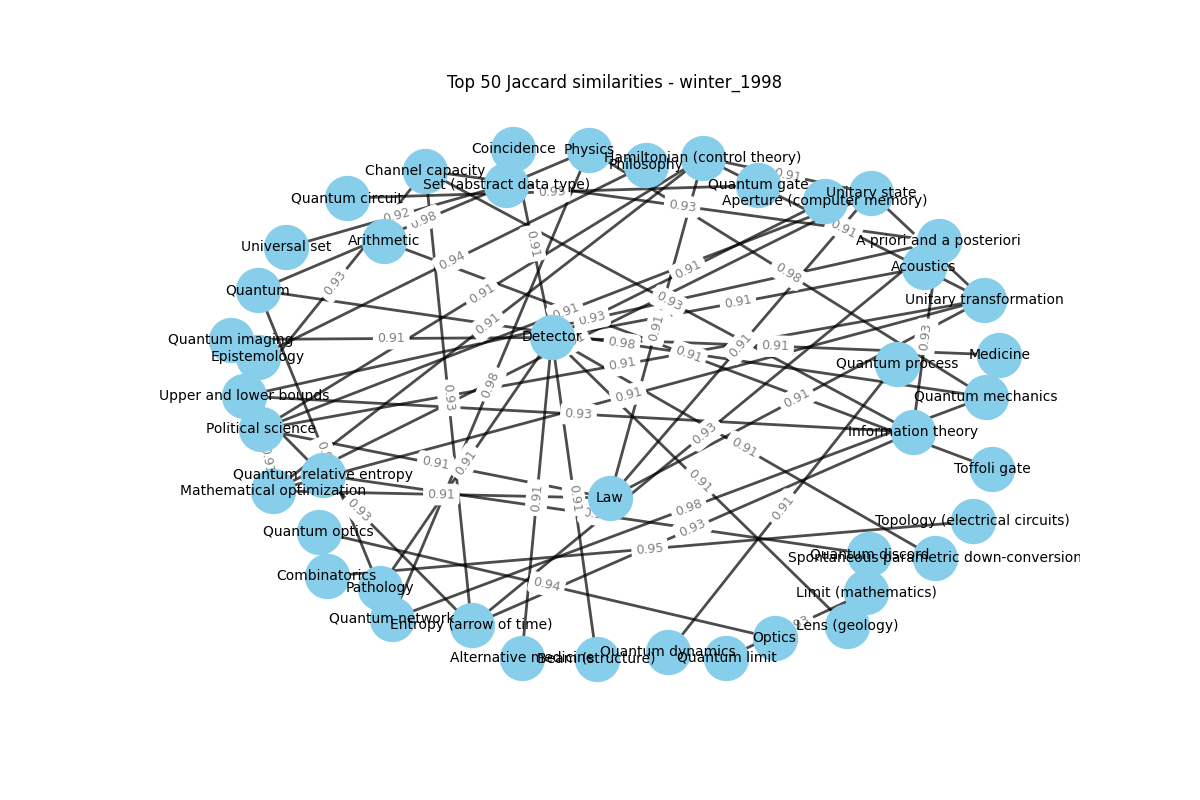 Top 50 Jaccard similarities - winter_1998
Coincidence
Physics
Hamiltonian (control theory)
Philosophy
Channel capacity
Set (abstract data type)
Quantum gate
0.91
Quantum circuit
0.93
Unitary state
Aperture (computer memory)
0.93
0.92
0.98
0.91
Universal set
Arithmetic
0.91
A priori and a posteriori
0.94
0.91
0.98
Acoustics
0.93
Quantum
0.91
0.93
0.91
Unitary transformation
0.91
0.93
0.91
0.91
0.93
Quantum imaging
0.91
Detector
0.98
0.91
0.91
0.91
Epistemology
Medicine
0.91
Quantum process
0.98
Upper and lower bounds
0.93
0.91
0.91
Quantum mechanics
0.93
Political science
0.93
Information theory
0.91
0.91
0.91
Toffoli gate
Quantum relative entropy
Mathematical optimization
0.91
0.91
0.91
Law
0.91
0.93
0.98
0.91
Topology (electrical circuits)
Quantum optics
0.93
0.95
Quantum discord
Spontaneous parametric down-conversion
Combinatorics
Pathology
0.94
Limit (mathematics)
Quantum network
Entropy (arrow of time)
Lens (geology)
Optics
Alternative medicine
Beam (structure)
Quantum dynamics
Quantum limit